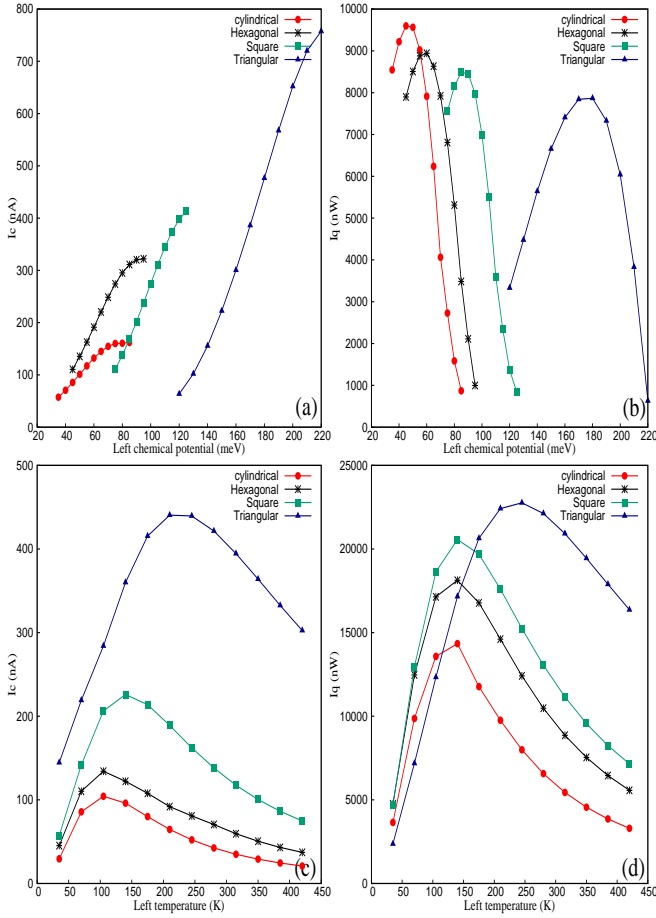 800
700
600
500
400
300
200
100
0
Ic (nA)
20 40 60 80 100 120 140 160 180 200 220
Left chemical potential (meV)
cylindrical
Hexagonal
Square
Triangular
(a)
10000
9000
8000
7000
6000
5000
4000
3000
2000
1000
0
Iq (nW)
20 40 60 80 100 120 140 160 180 200 220
Left chemical potential (meV)
cylindrical
Hexagonal
Square
Triangular
(b)
500
400
300
200
100
0
Ic (nA)
0 50 100 150 200 250 300 350 400 450
Left temperature (K)
cylindrical
Hexagonal
Square
Triangular
(c)
25000
20000
15000
10000
5000
0
Iq (nW)
0 50 100 150 200 250 300 350 400 450
Left temperature (K)
cylindrical
Hexagonal
Square
Triangular
(d)